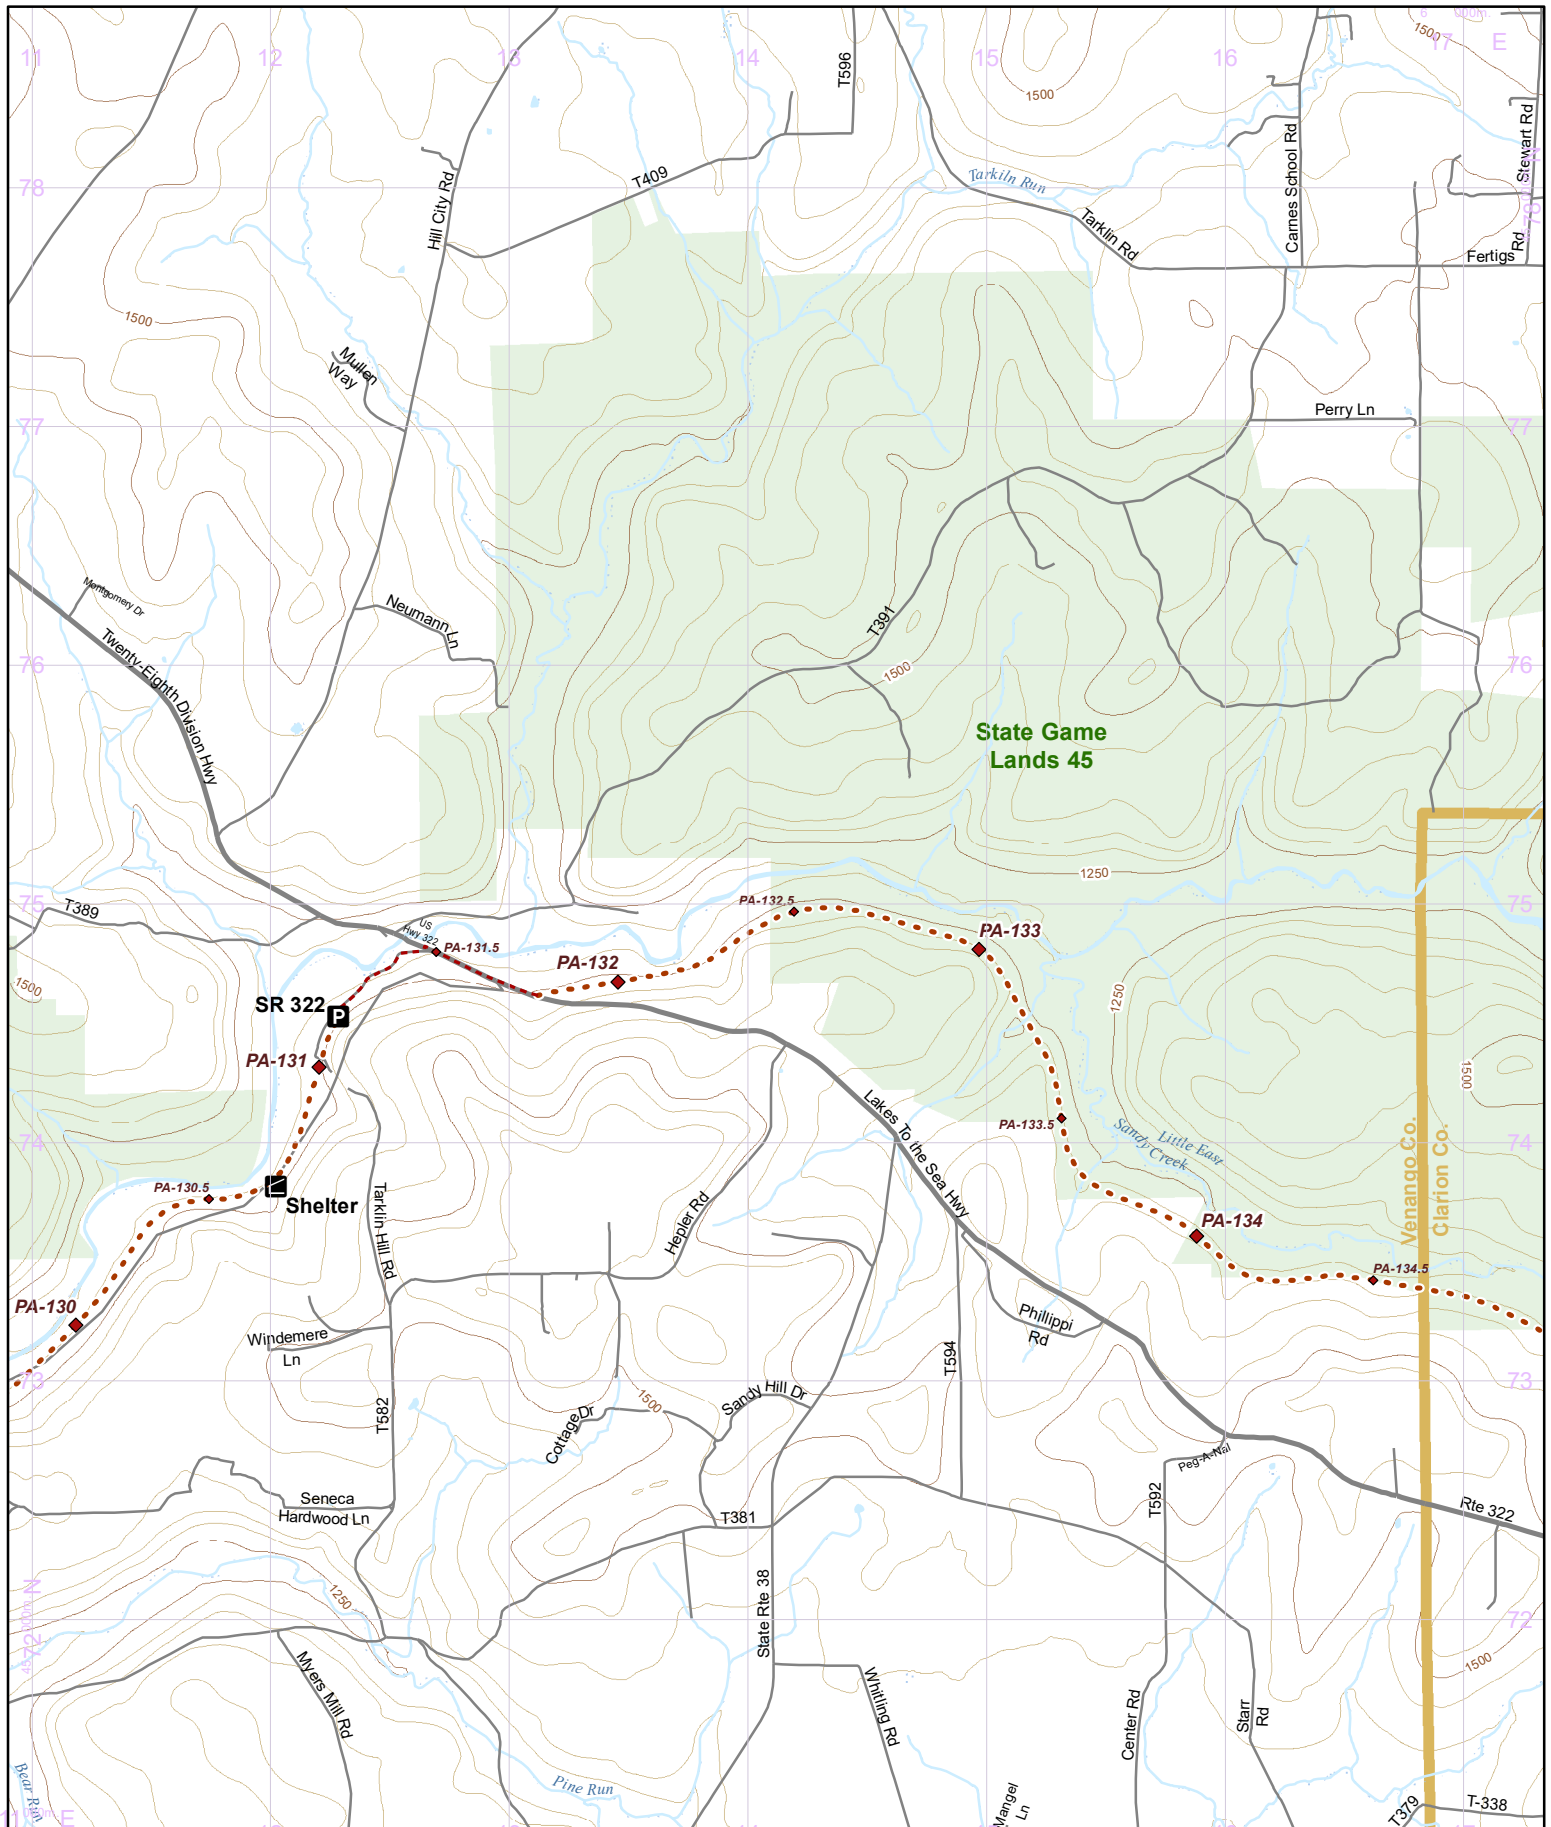 1500
8 000m.
11
12
13
14
15
16
17
E
T596
1500
Stewart Rd
Carnes School Rd
78
T409
Tarkiln Run
Hill City Rd
Tarklin Rd
Fertigs Rd
1500
Mullen
Way
Perry Ln
77
77
Montgomery Dr
Neumann Ln
T391
Twenty-Eighth Division Hwy
76
76
1500
State Game
Lands 45
1250
75
T389
PA-132.5
75
US
Hwy 322
PA-131.5
PA-133
PA-132
1500
SR 322
P
1250
PA-131
1500
Lakes To the Sea Hwy
PA-133.5
Little East
Sandy Creek
74
74
Venango Co.
Clarion Co.
PA-130.5
Shelter
Tarklin Hill Rd
Hepler Rd
PA-134
PA-134.5
PA-130
Windemere
Ln
Phillippi
Rd
T594
73
73
T582
1500
Sandy Hill Dr
Cottage Dr
Peg-A-Nal
Seneca
Hardwood Ln
T592
Rte 322
T381
1250
State Rte 38
N
72
72
1500
Myers Mill Rd
Whitling Rd
Center Rd
Starr
Rd
Bear Run
Pine Run
Mangel
Ln
T379
T-338
E